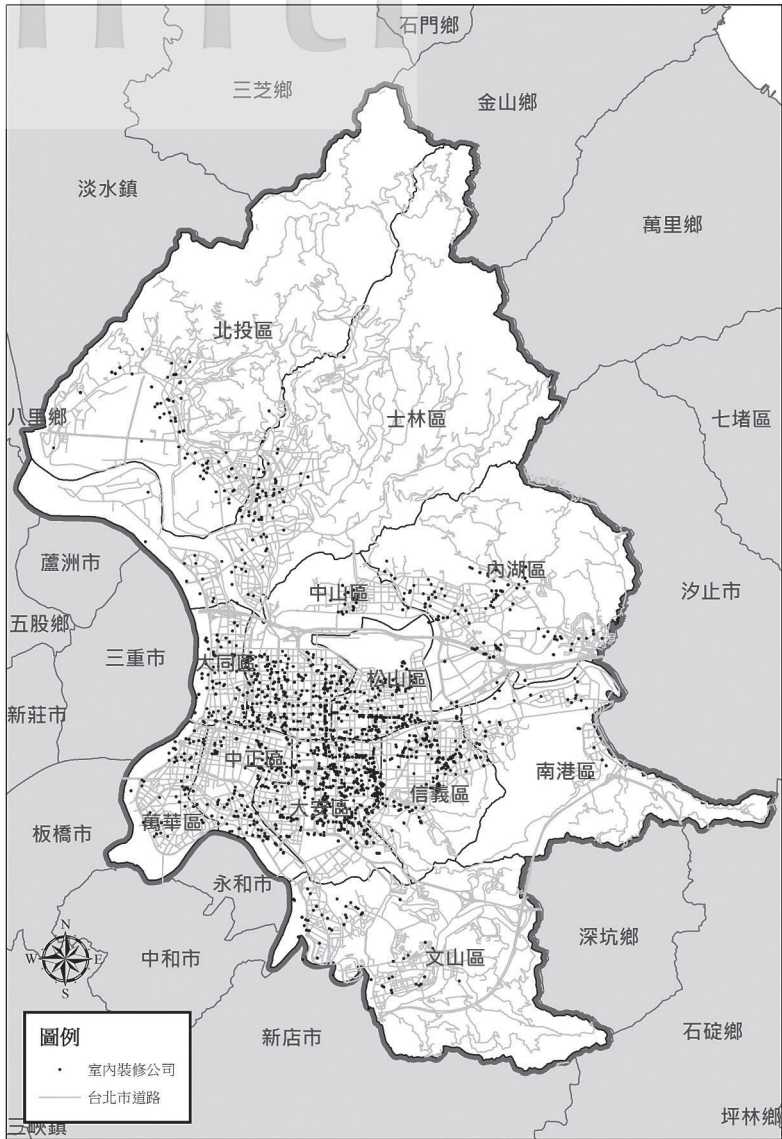 石門鄉
三芝鄉
金山鄉
淡水鎮
萬里鄉
北投區
八里鄉
士林區
七堵區
蘆洲市
中山區
內湖區
汐止市
五股鄉
三重市
大同區
松山區
新莊市
中正區
南港區
信義區
大安區
萬華區
板橋市
永和市
N
W
E
S
中和市
文山區
深坑鄉
新店市
石碇鄉
圖例
室內裝修公司
台北市道路
三峽鎮
坪林鄉